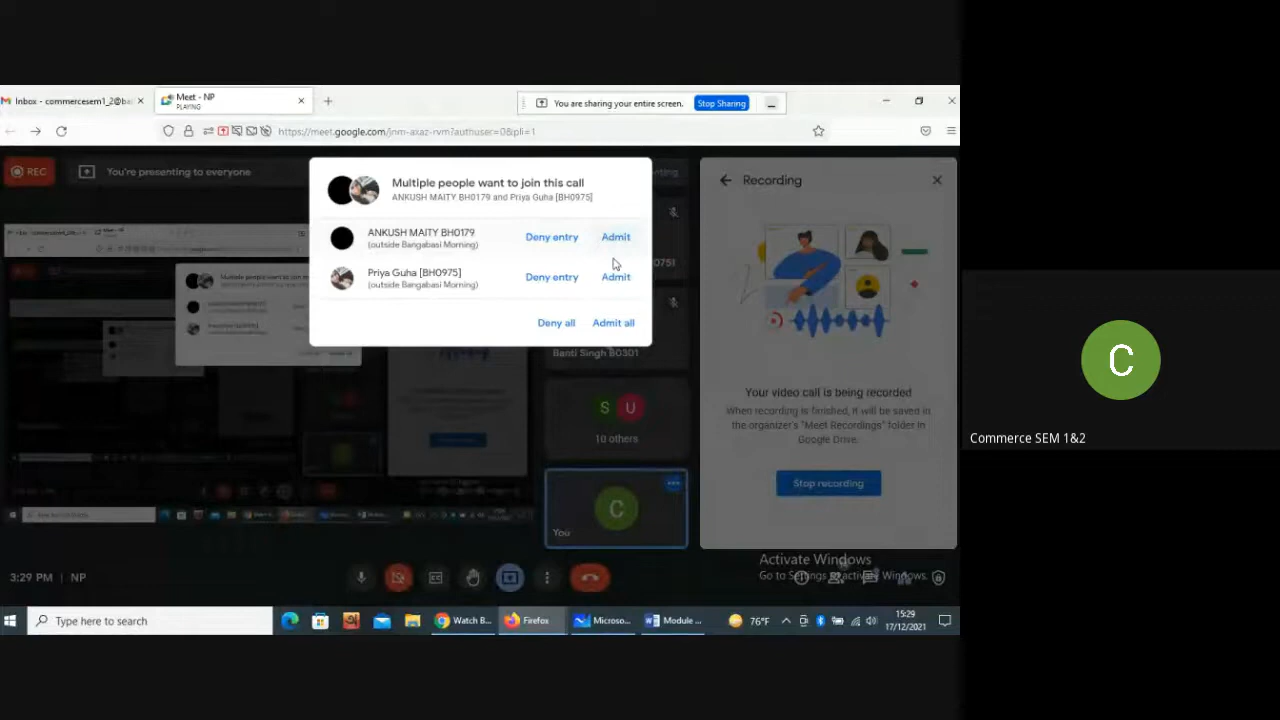 Inbox - commercesem1_2@ba
Meet - NP
PLAYING
You are sharing your entire screen.
Stop Sharing
https://meet.google.com/jnm-axaz-rvm?authuser=0&pli=1
REC
You're presenting to everyone
Multiple people want to join this call
ANKUSH MAITY BH0179 and Priya Guha [BH0975]
ANKUSH MAITY BH0179
(outside Bangabasi Morning)
Deny entry
Admit
Priya Guha [BH0975]
(outside Bangabasi Morning)
Deny entry
Admit
Deny all
Admit all
Banti Singh B0301
S U
10 others
C
You
Recording
Your video call is being recorded
When recording is finished, it will be saved in
the organizer's "Meet Recordings" folder in
Google Drive.
Stop recording
3:29 PM | NP
Activate Windows
Go to Settings to activate Windows.
Type here to search
Watch B...
Firefox
Microso...
Module ...
76°F
15:29
17/12/2021
C
Commerce SEM 1&2